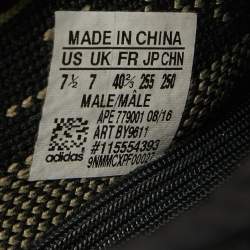 MADE IN CHINA
US UK FR JP CHN
7½ 7 40⅔ 255 250
MALE/MÂLE
APE 779001 08/16
ART BY9611
#115554393
adidas 9NMMCXPF00027